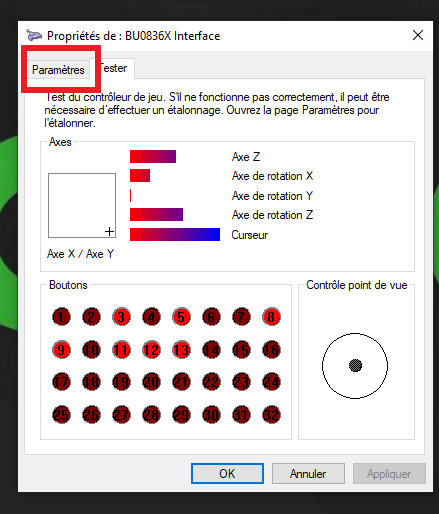 Propriétés de : BU0836X Interface
Paramètres
Tester
Test du contrôleur de jeu. S'il ne fonctionne pas correctement, il peut être
nécessaire d'effectuer un étalonnage. Ouvrez la page Paramètres pour
l'étalonner.
Axes
Axe Z
Axe de rotation X
Axe de rotation Y
Axe de rotation Z
Curseur
Axe X / Axe Y
Boutons
1 2 3 4 5 6 7 8
9 10 11 12 13 14 15 16
17 18 19 20 21 22 23 24
25 26 27 28 29 30 31 32
Contrôle point de vue
OK
Annuler
Appliquer